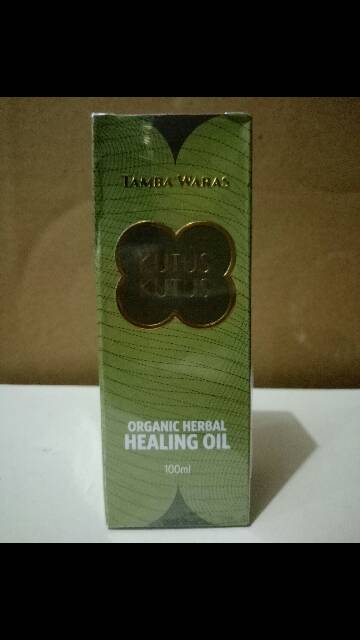 TAMBA WARAS
KUTUS
KUTUS
ORGANIC HERBAL
HEALING OIL
100ml